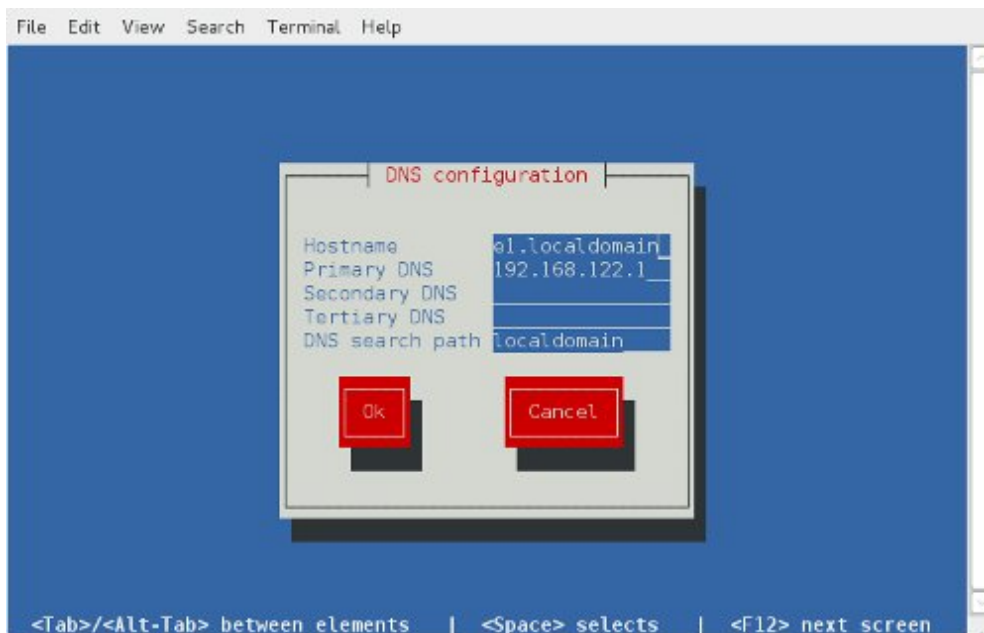 File Edit View Search Terminal Help
DNS configuration
Hostname e1.localdomain
Primary DNS 192.168.122.1
Secondary DNS
Tertiary DNS
DNS search path localdomain
Ok Cancel
<Tab>/<Alt-Tab> between elements | <Space> selects | <F12> next screen